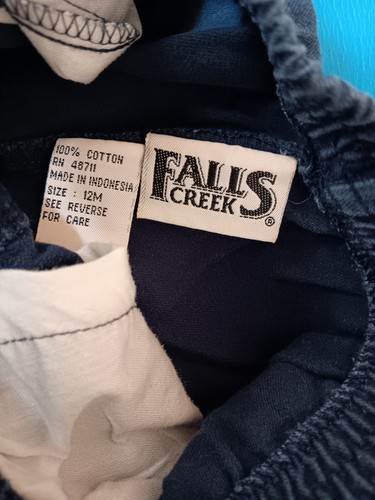 100% COTTON
RN 48711
MADE IN INDONESIA
SIZE : 12M
SEE REVERSE
FOR CARE
FALLS
CREEK®